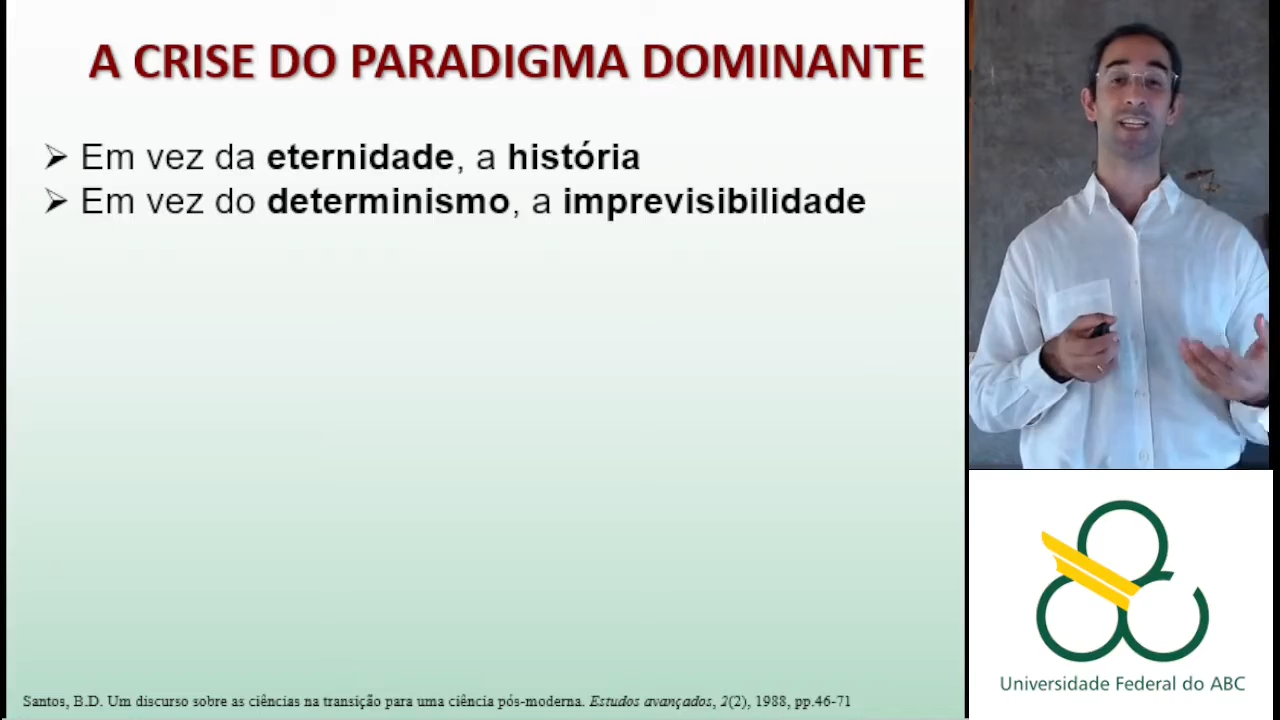 A CRISE DO PARADIGMA DOMINANTE
➢ Em vez da eternidade, a história
➢ Em vez do determinismo, a imprevisibilidade
Santos, B.D. Um discurso sobre as ciências na transição para uma ciência pós-moderna. Estudos avançados, 2(2), 1988, pp.46-71
Universidade Federal do ABC